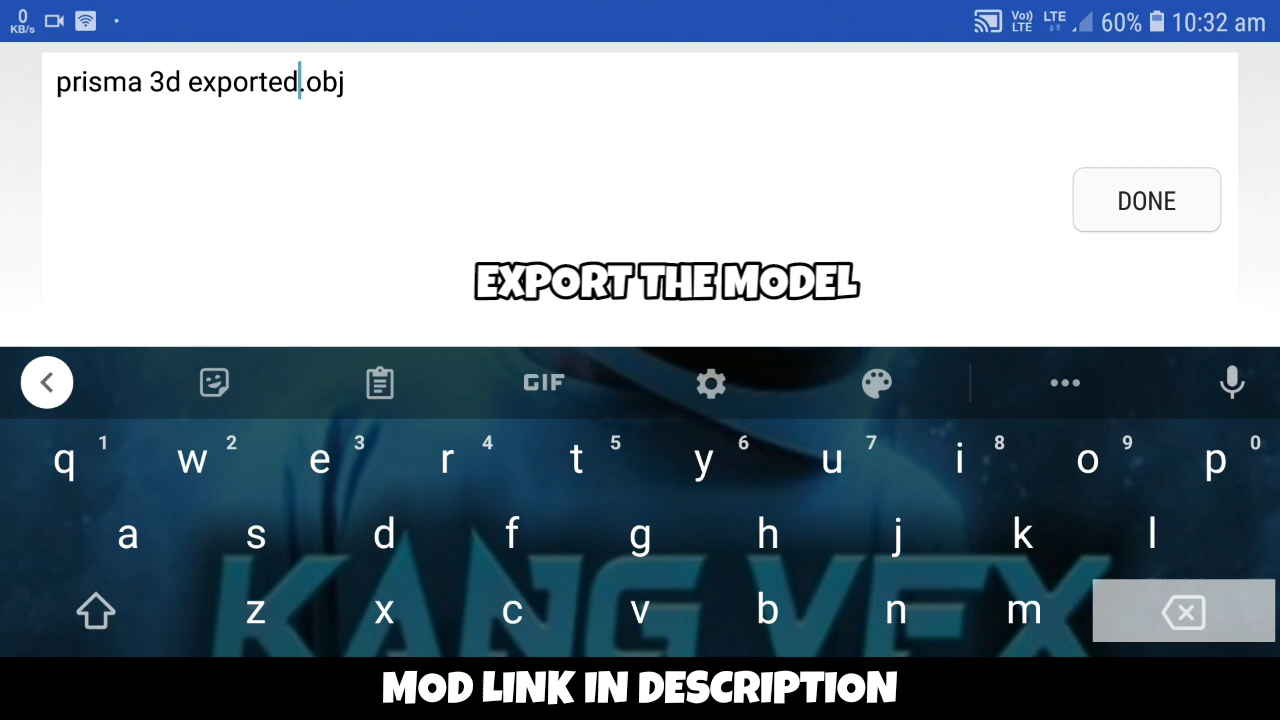 0
KB/s
Vo))
LTE
LTE
60%
10:32 am
prisma 3d exported.obj
DONE
EXPORT THE MODEL
GIF
q 1 w 2 e 3 r 4 t 5 y 6 u 7 i 8 o 9 p 0
a s d f g h j k l
KANG VFX
z x c v b n m
MOD LINK IN DESCRIPTION